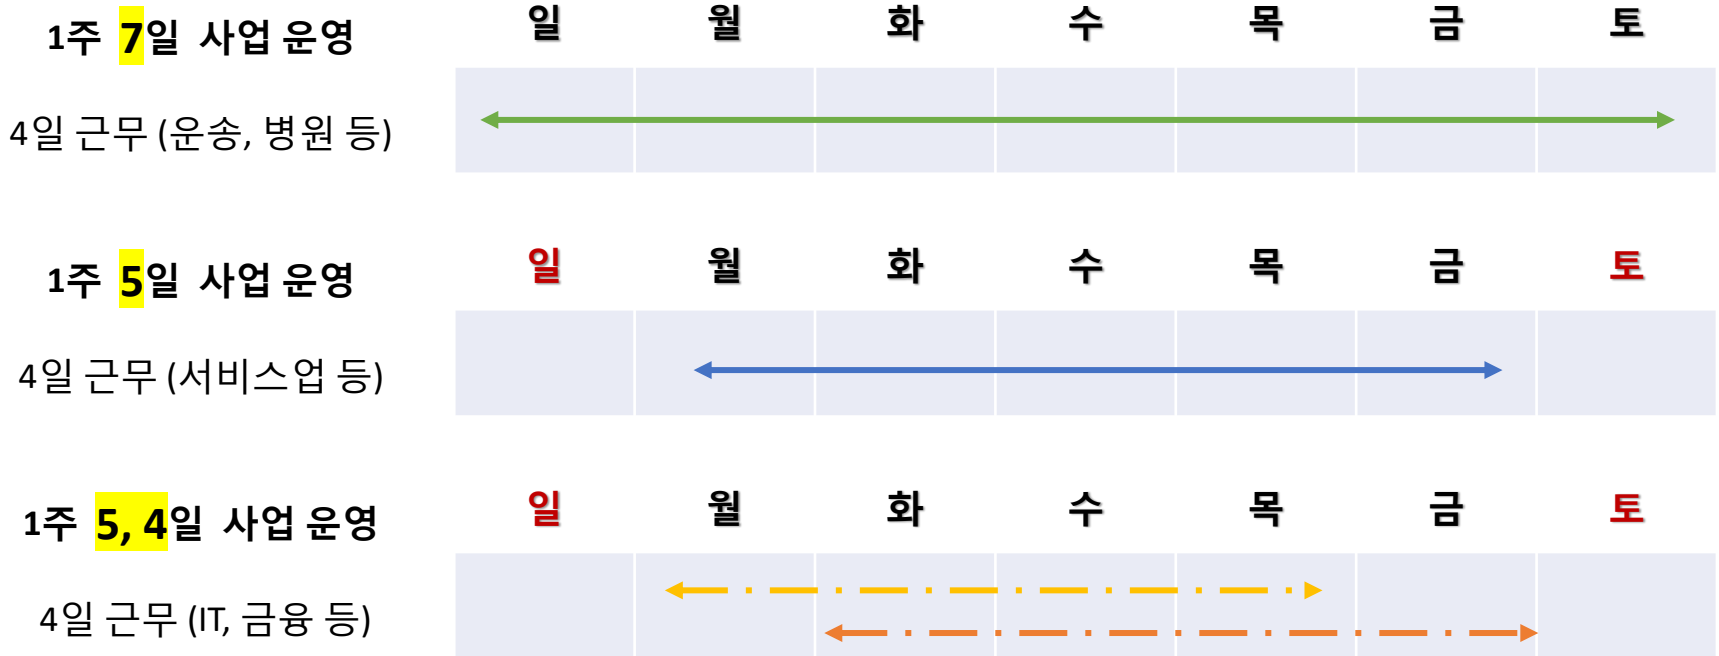 1주 7일 사업 운영
일 월 화 수 목 금 토
4일 근무 (운송, 병원 등)
1주 5일 사업 운영
일 월 화 수 목 금 토
4일 근무 (서비스업 등)
1주 5, 4일 사업 운영
일 월 화 수 목 금 토
4일 근무 (IT, 금융 등)